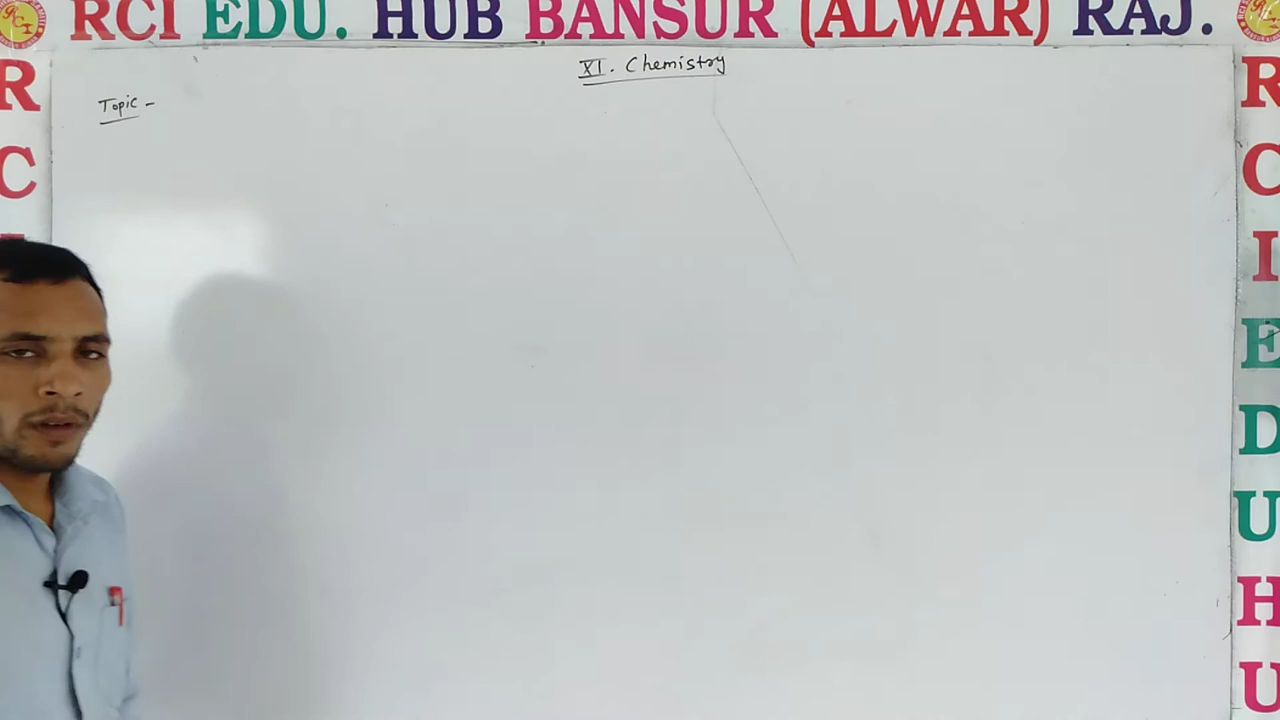 RCI EDU. HUB BANSUR (ALWAR) RAJ.
XI. Chemistry
Topic -
R
C
I
R
C
I
E
D
U
H
U